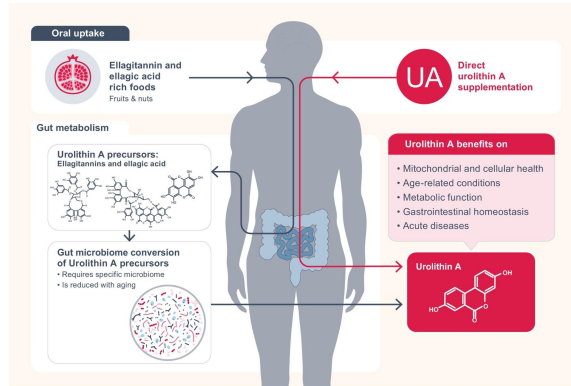 Oral uptake
Ellagitannin and
ellagic acid
rich foods
Fruits & nuts
UA
Direct
urolithin A
supplementation
Gut metabolism
Urolithin A precursors:
Ellagitannins and ellagic acid
Gut microbiome conversion
of Urolithin A precursors
• Requires specific microbiome
• Is reduced with aging
Urolithin A benefits on
• Mitochondrial and cellular health
• Age-related conditions
• Metabolic function
• Gastrointestinal homeostasis
• Acute diseases
Urolithin A
OH
HO
O
O